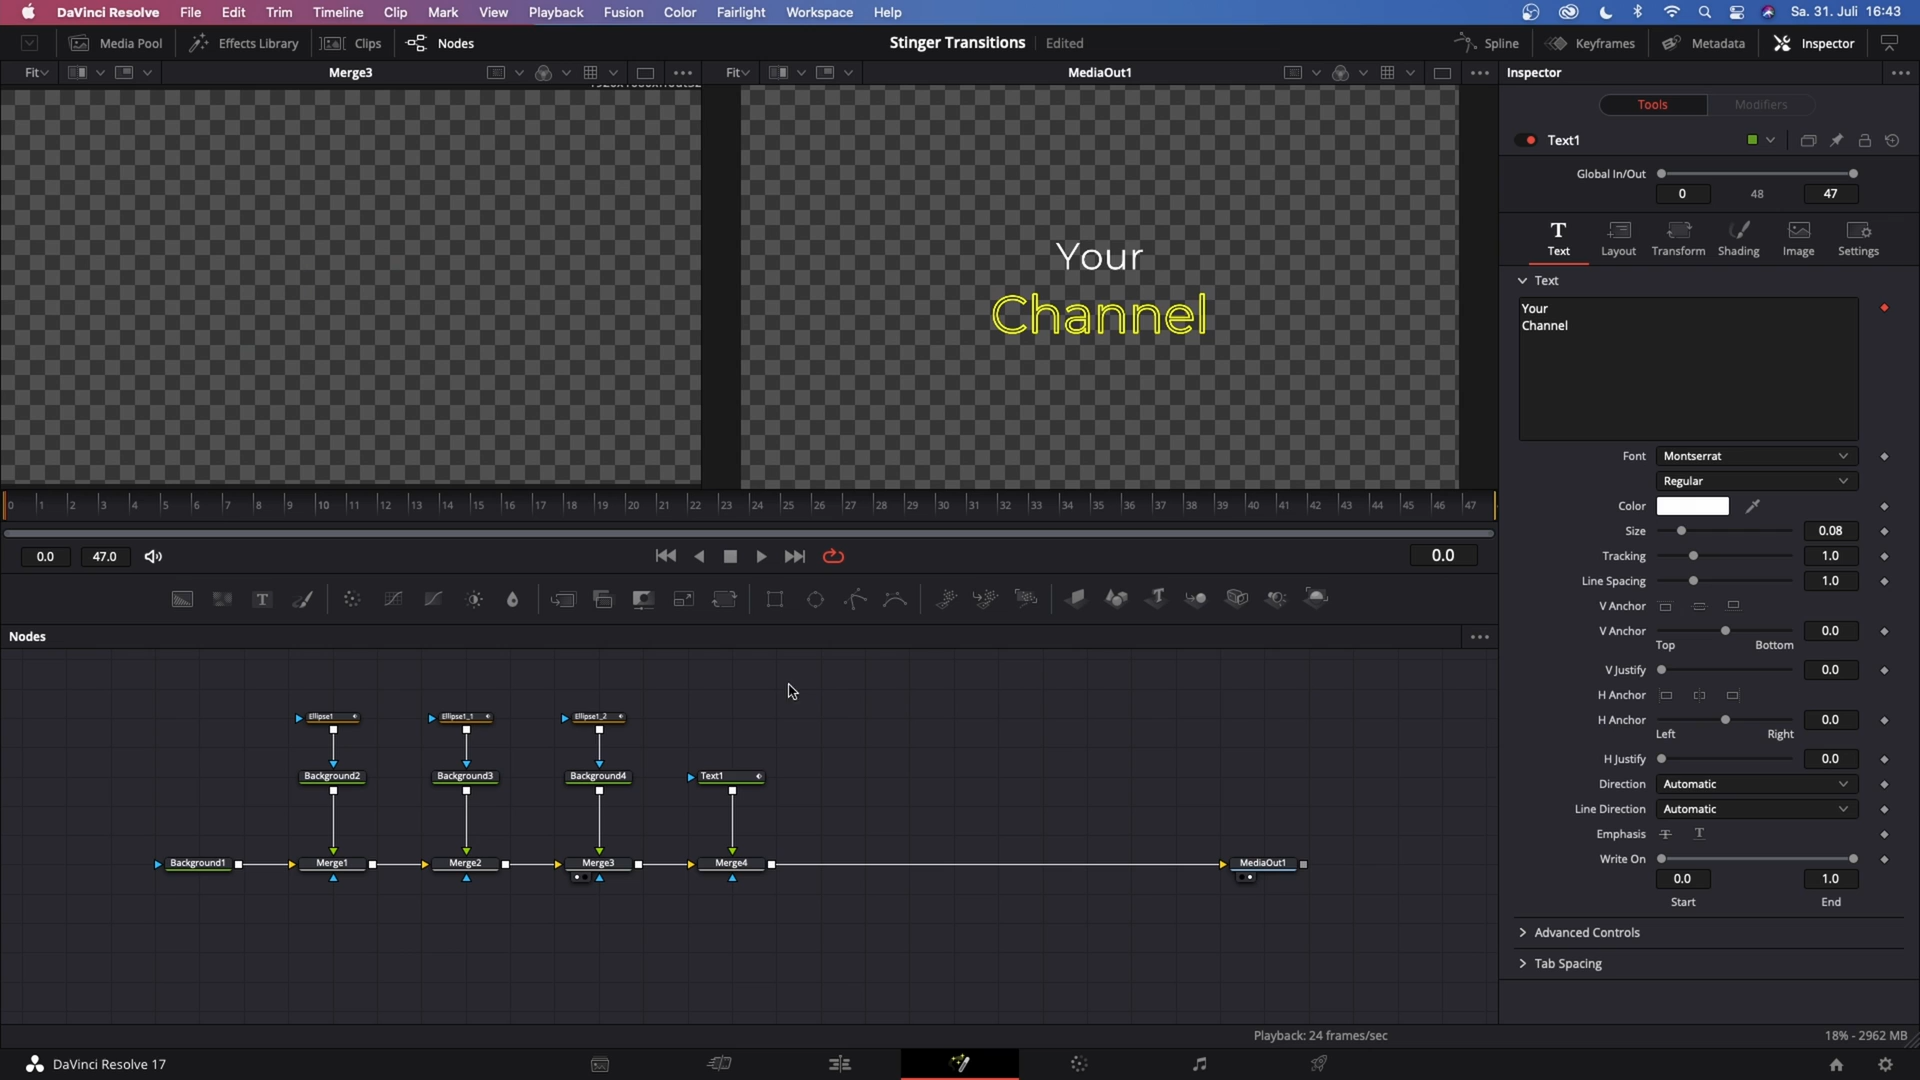 DaVinci Resolve File Edit Trim Timeline Clip Mark View Playback Fusion Color Fairlight Workspace Help Sa. 31. Juli 16:43
Media Pool Effects Library Clips Nodes Stinger Transitions Edited Spline Keyframes Metadata Inspector
Fit Merge3 Fit MediaOut1 Inspector
Tools Modifiers
Text1
Global In/Out
0 48 47
Text Layout Transform Shading Image Settings
Your
Channel
Text
Your
Channel
Font Montserrat
Regular
Color
Size 0.08
Tracking 1.0
Line Spacing 1.0
V Anchor
V Anchor 0.0
Top Bottom
V Justify 0.0
H Anchor
H Anchor 0.0
Left Right
H Justify 0.0
Direction Automatic
Line Direction Automatic
Emphasis
Write On
0.0 1.0
Start End
Advanced Controls
Tab Spacing
0 1 2 3 4 5 6 7 8 9 10 11 12 13 14 15 16 17 18 19 20 21 22 23 24 25 26 27 28 29 30 31 32 33 34 35 36 37 38 39 40 41 42 43 44 45 46 47
0.0 47.0 0.0
Nodes
Ellipse1 Ellipse1_1 Ellipse1_2
Background2 Background3 Background4 Text1
Background1 Merge1 Merge2 Merge3 Merge4 MediaOut1
Playback: 24 frames/sec 18% - 2962 MB
DaVinci Resolve 17